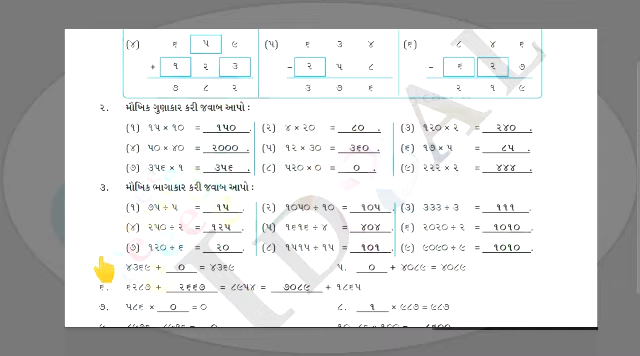 (૪) ૬ ૫ ૯ (૫) ૬ ૩ ૪ (૬) ૮ ૪ ૬
+ ૧ ૨ ૩ - ૨ ૫ ૮ - ૬ ૨ ૭
૭ ૮ ૨ ૩ ૭ ૬ ૨ ૧ ૯
૨. મૌખિક ગુણાકાર કરી જવાબ આપો :
(૧) ૧૫ × ૧૦ = ૧૫૦ . (૨) ૪ × ૨૦ = ૮૦ . (૩) ૧૨૦ × ૨ = ૨૪૦ .
(૪) ૫૦ × ૪૦ = ૨૦૦૦ . (૫) ૧૨ × ૩૦ = ૩૬૦ . (૬) ૧૭ × ૫ = ૮૫ .
(૭) ૩૫૬ × ૧ = ૩૫૬ . (૮) ૫૨૦ × ૦ = ૦ . (૯) ૨૨૨ × ૨ = ૪૪૪ .
૩. મૌખિક ભાગાકાર કરી જવાબ આપો :
(૧) ૭૫ ÷ ૫ = ૧૫ . (૨) ૧૦૫૦ ÷ ૧૦ = ૧૦૫ . (૩) ૩૩૩ ÷ ૩ = ૧૧૧ .
(૪) ૨૫૦ ÷ ૨ = ૧૨૫ . (૫) ૧૬૧૬ ÷ ૪ = ૪૦૪ . (૬) ૨૦૨૦ ÷ ૨ = ૧૦૧૦ .
(૭) ૧૨૦ ÷ ૬ = ૨૦ . (૮) ૧૫૧૫ ÷ ૧૫ = ૧૦૧ . (૯) ૯૦૯૦ ÷ ૯ = ૧૦૧૦ .
૪૩૬૯ + ૦ = ૪૩૬૯ ૫. ૦ + ૪૦૮૯ = ૪૦૮૯
૬. ૬૨૮૭ + ૨૬૬૭ = ૮૯૫૪ = ૭૦૮૯ + ૧૮૬૫
૭. ૫૮૬ × ૦ = ૦ ૮. ૧ × ૯૮૭ = ૯૮૭
IDEAL